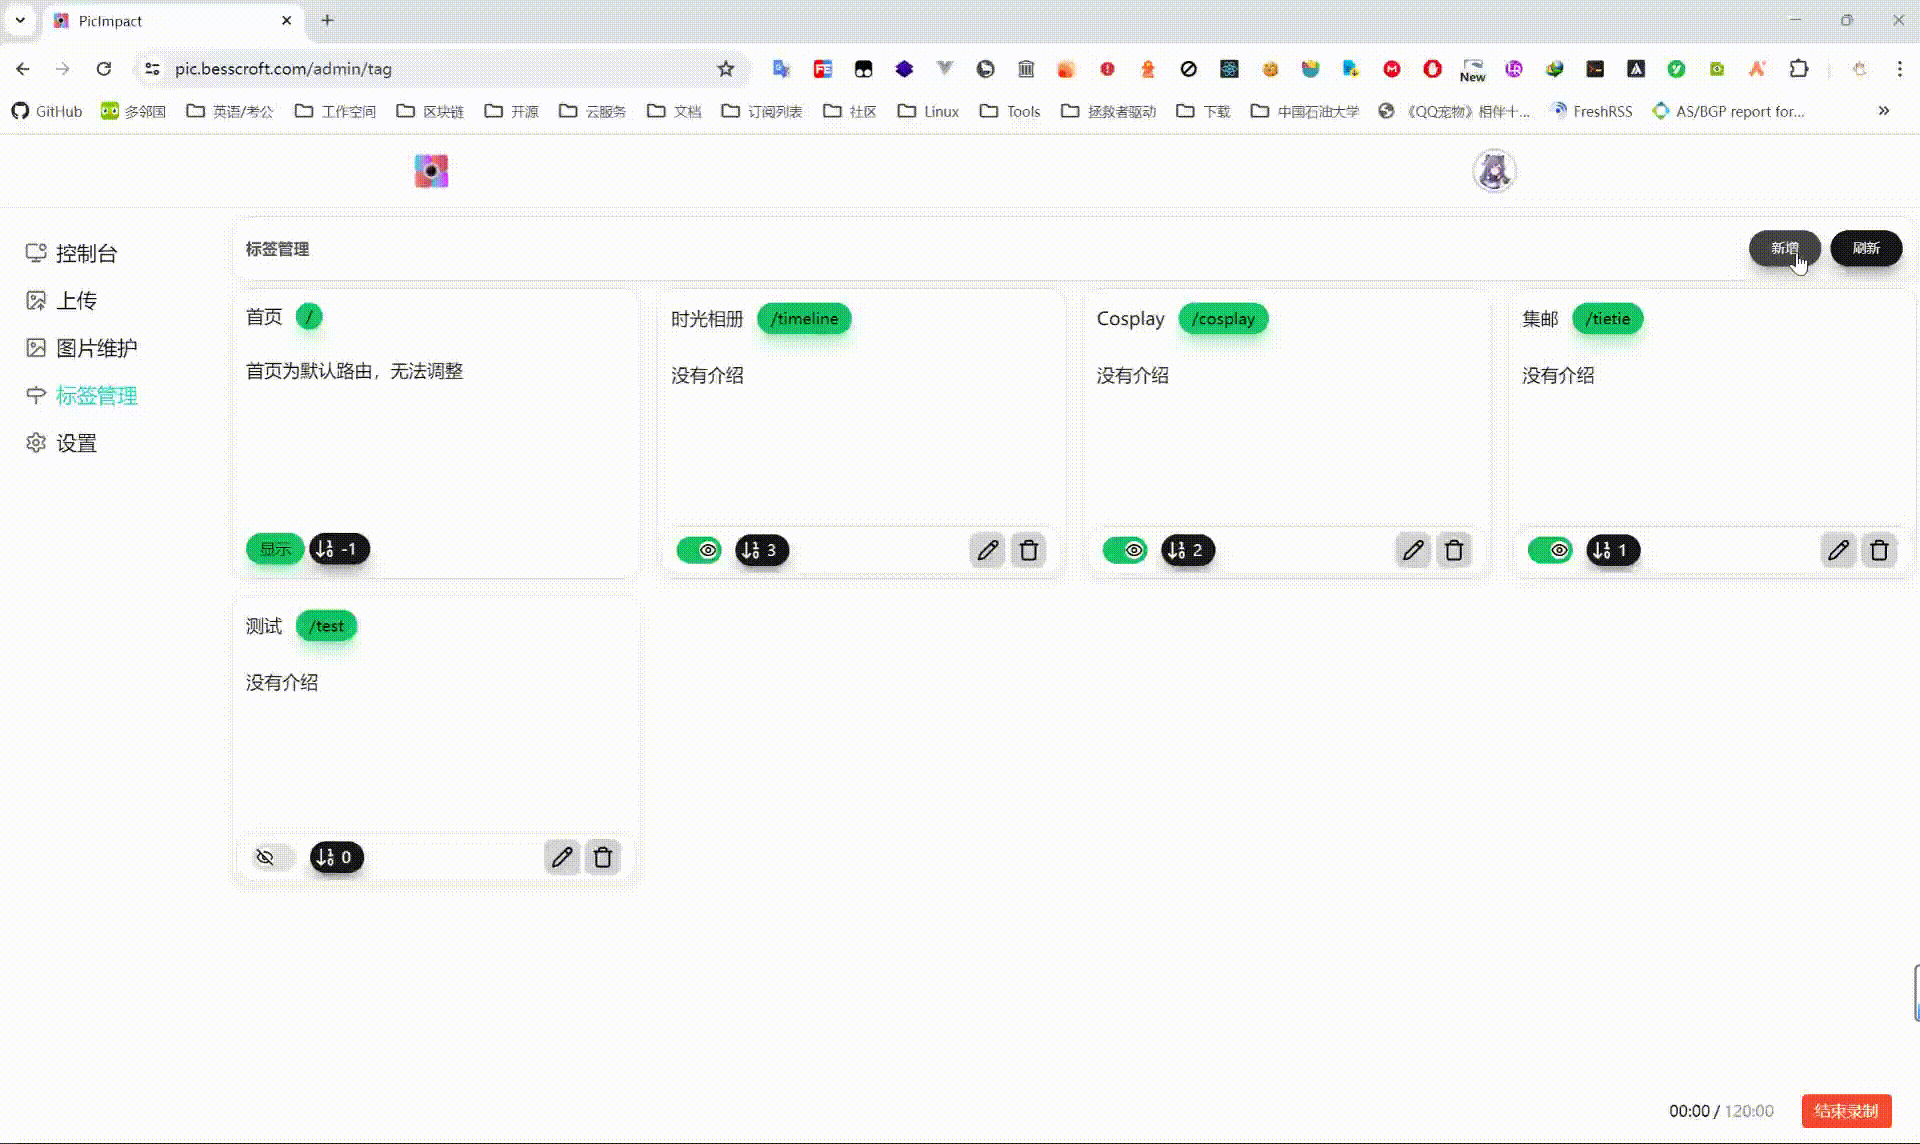 PicImpact
pic.besscroft.com/admin/tag
New
GitHub 多邻国 英语/考公 工作空间 区块链 开源 云服务 文档 订阅列表 社区 Linux Tools 拯救者驱动 下载 中国石油大学 《QQ宠物》相伴十... FreshRSS AS/BGP report for...
控制台
上传
图片维护
标签管理
设置
标签管理 新增 刷新
首页 /
首页为默认路由，无法调整
显示 -1
时光相册 /timeline
没有介绍
3
Cosplay /cosplay
没有介绍
2
集邮 /tietie
没有介绍
1
测试 /test
没有介绍
0
00:00 / 120:00 结束录制